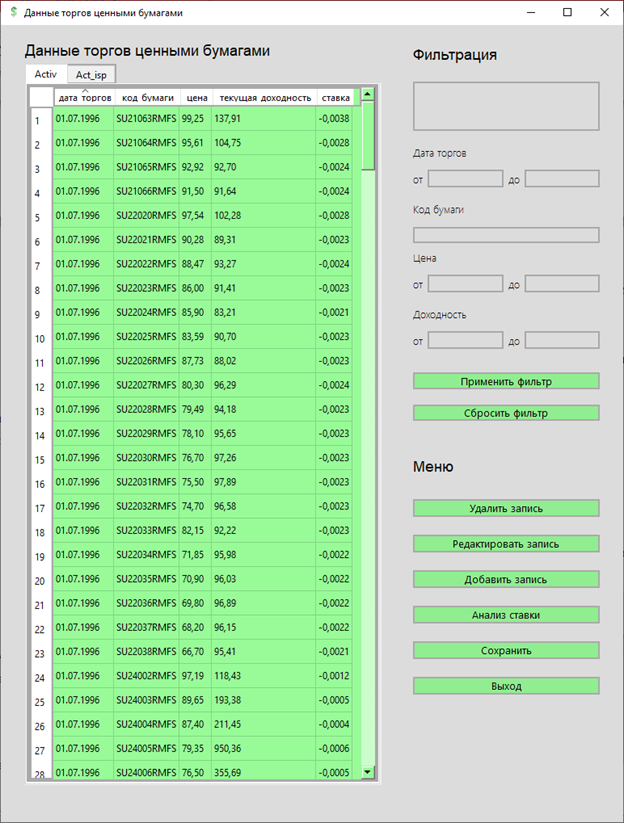 $ Данные торгов ценными бумагами
Данные торгов ценными бумагами
Activ Act_isp
дата торгов код бумаги цена текущая доходность ставка
1 01.07.1996 SU21063RMFS 99,25 137,91 -0,0038
2 01.07.1996 SU21064RMFS 95,61 104,75 -0,0028
3 01.07.1996 SU21065RMFS 92,92 92,70 -0,0024
4 01.07.1996 SU21066RMFS 91,50 91,64 -0,0024
5 01.07.1996 SU22020RMFS 97,54 102,28 -0,0028
6 01.07.1996 SU22021RMFS 90,28 89,31 -0,0023
7 01.07.1996 SU22022RMFS 88,47 93,27 -0,0024
8 01.07.1996 SU22023RMFS 86,00 91,41 -0,0023
9 01.07.1996 SU22024RMFS 85,90 83,21 -0,0021
10 01.07.1996 SU22025RMFS 83,59 90,70 -0,0023
11 01.07.1996 SU22026RMFS 87,73 88,02 -0,0023
12 01.07.1996 SU22027RMFS 80,30 96,29 -0,0024
13 01.07.1996 SU22028RMFS 79,49 94,18 -0,0023
14 01.07.1996 SU22029RMFS 78,10 95,65 -0,0023
15 01.07.1996 SU22030RMFS 76,70 97,26 -0,0023
16 01.07.1996 SU22031RMFS 75,50 97,89 -0,0023
17 01.07.1996 SU22032RMFS 74,70 96,58 -0,0023
18 01.07.1996 SU22033RMFS 82,15 92,22 -0,0023
19 01.07.1996 SU22034RMFS 71,85 95,98 -0,0022
20 01.07.1996 SU22035RMFS 70,90 96,03 -0,0022
21 01.07.1996 SU22036RMFS 69,80 96,89 -0,0022
22 01.07.1996 SU22037RMFS 68,20 96,15 -0,0022
23 01.07.1996 SU22038RMFS 66,70 95,41 -0,0021
24 01.07.1996 SU24002RMFS 97,19 118,43 -0,0012
25 01.07.1996 SU24003RMFS 89,65 193,38 -0,0005
26 01.07.1996 SU24004RMFS 87,40 211,45 -0,0004
27 01.07.1996 SU24005RMFS 79,35 950,36 -0,0006
28 01.07.1996 SU24006RMFS 76,50 355,69 -0,0005
Фильтрация
Дата торгов
от до
Код бумаги
Цена
от до
Доходность
от до
Применить фильтр
Сбросить фильтр
Меню
Удалить запись
Редактировать запись
Добавить запись
Анализ ставки
Сохранить
Выход